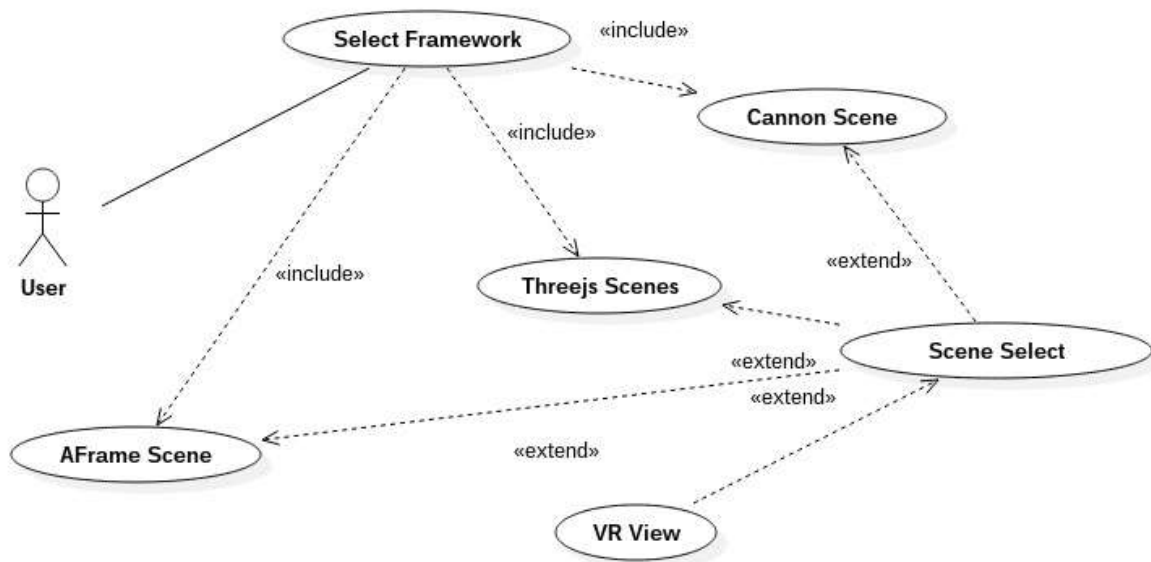 Select Framework
«include»
Cannon Scene
«include»
«extend»
«include»
User
Threejs Scenes
Scene Select
«extend»
«extend»
AFrame Scene
«extend»
VR View